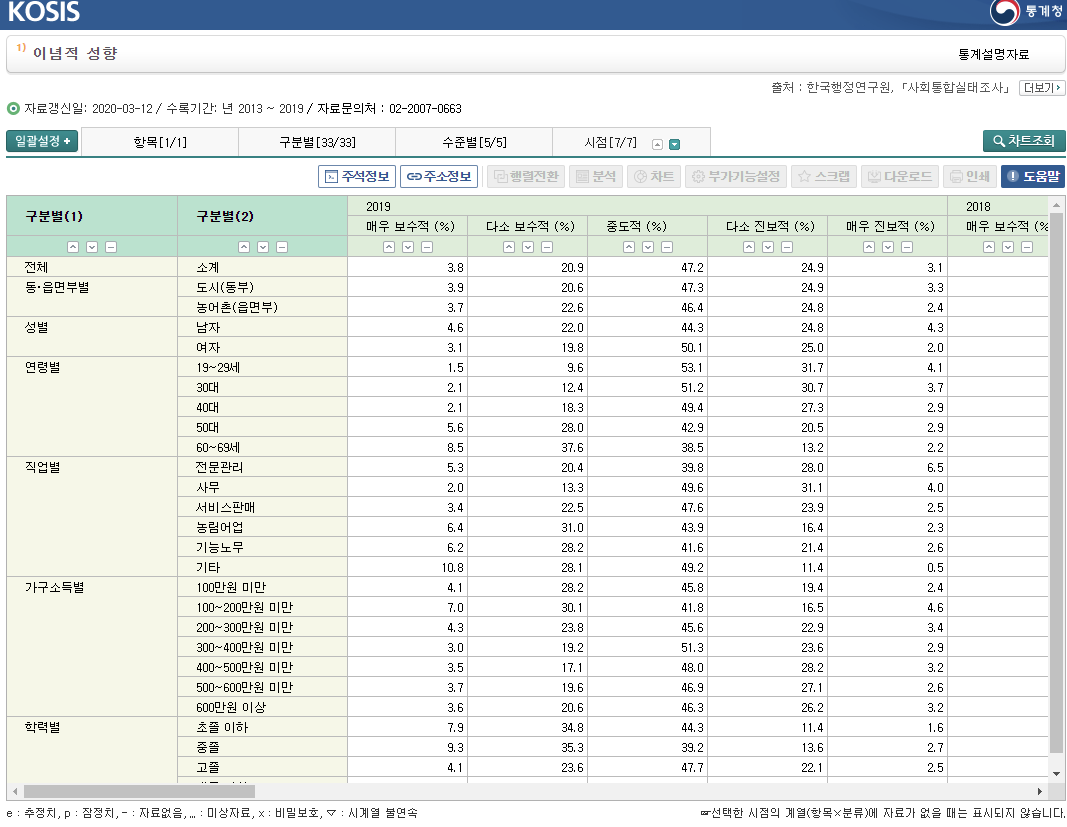 KOSIS
통계청
1) 이념적 성향
통계설명자료
출처 : 한국행정연구원, 「사회통합실태조사」 더보기
자료갱신일: 2020-03-12 / 수록기간: 년 2013 ~ 2019 / 자료문의처 : 02-2007-0663
일괄설정 + 항목[1/1] 구분별[33/33] 수준별[5/5] 시점[7/7] 차트조회
주석정보 주소정보 행렬전환 분석 차트 부가기능설정 스크랩 다운로드 인쇄 도움말
구분별(1) 구분별(2) 2019 2018
매우 보수적 (%) 다소 보수적 (%) 중도적 (%) 다소 진보적 (%) 매우 진보적 (%) 매우 보수적 (%
전체 소계 3.8 20.9 47.2 24.9 3.1
동·읍면부별 도시(동부) 3.9 20.6 47.3 24.9 3.3
농어촌(읍면부) 3.7 22.6 46.4 24.8 2.4
성별 남자 4.6 22.0 44.3 24.8 4.3
여자 3.1 19.8 50.1 25.0 2.0
연령별 19~29세 1.5 9.6 53.1 31.7 4.1
30대 2.1 12.4 51.2 30.7 3.7
40대 2.1 18.3 49.4 27.3 2.9
50대 5.6 28.0 42.9 20.5 2.9
60~69세 8.5 37.6 38.5 13.2 2.2
직업별 전문관리 5.3 20.4 39.8 28.0 6.5
사무 2.0 13.3 49.6 31.1 4.0
서비스판매 3.4 22.5 47.6 23.9 2.5
농림어업 6.4 31.0 43.9 16.4 2.3
기능노무 6.2 28.2 41.6 21.4 2.6
기타 10.8 28.1 49.2 11.4 0.5
가구소득별 100만원 미만 4.1 28.2 45.8 19.4 2.4
100~200만원 미만 7.0 30.1 41.8 16.5 4.6
200~300만원 미만 4.3 23.8 45.6 22.9 3.4
300~400만원 미만 3.0 19.2 51.3 23.6 2.9
400~500만원 미만 3.5 17.1 48.0 28.2 3.2
500~600만원 미만 3.7 19.6 46.9 27.1 2.6
600만원 이상 3.6 20.6 46.3 26.2 3.2
학력별 초졸 이하 7.9 34.8 44.3 11.4 1.6
중졸 9.3 35.3 39.2 13.6 2.7
고졸 4.1 23.6 47.7 22.1 2.5
e : 추정치, p : 잠정치, - : 자료없음, ... : 미상자료, x : 비밀보호, ▽ : 시계열 불연속
☞선택한 시점의 계열(항목×분류)에 자료가 없을 때는 표시되지 않습니다.